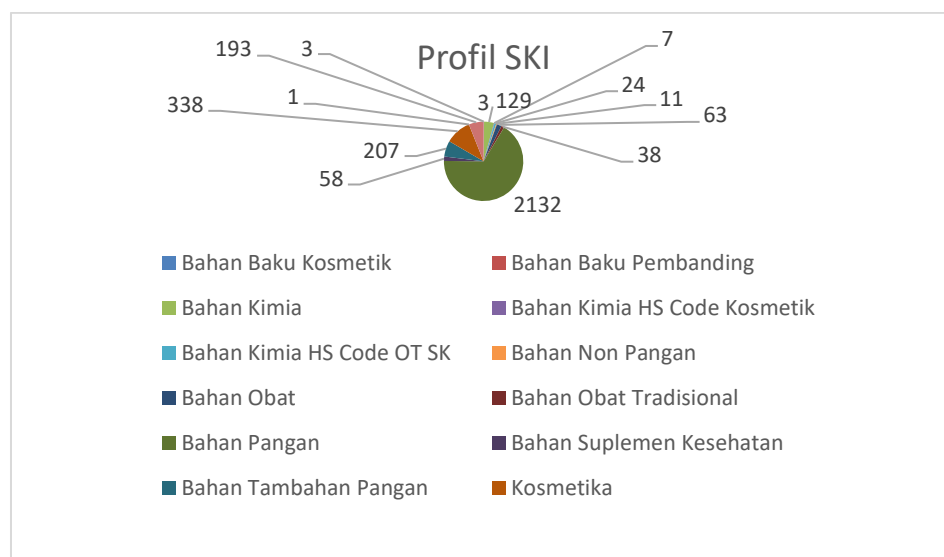 Profil SKI
193
3
7
338
1
3
129
24
11
63
207
38
58
2132
Bahan Baku Kosmetik
Bahan Baku Pembanding
Bahan Kimia
Bahan Kimia HS Code Kosmetik
Bahan Kimia HS Code OT SK
Bahan Non Pangan
Bahan Obat
Bahan Obat Tradisional
Bahan Pangan
Bahan Suplemen Kesehatan
Bahan Tambahan Pangan
Kosmetika